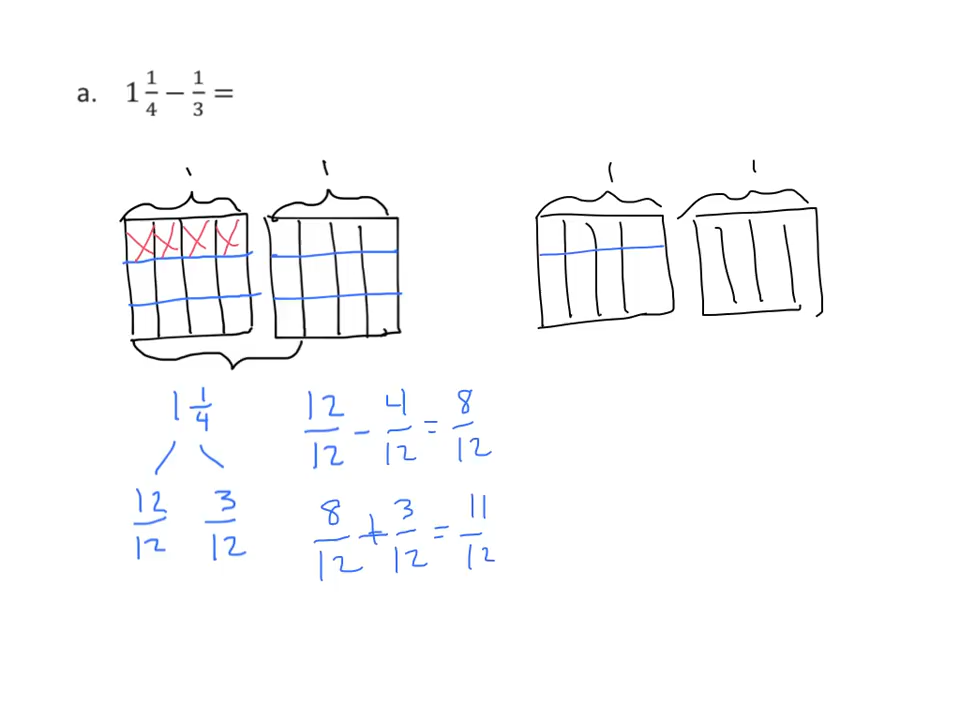 a. 1 1/4 − 1/3 =
1 1 1 1
1 1/4
12/12 3/12
12/12 - 4/12 = 8/12
8/12 + 3/12 = 11/12